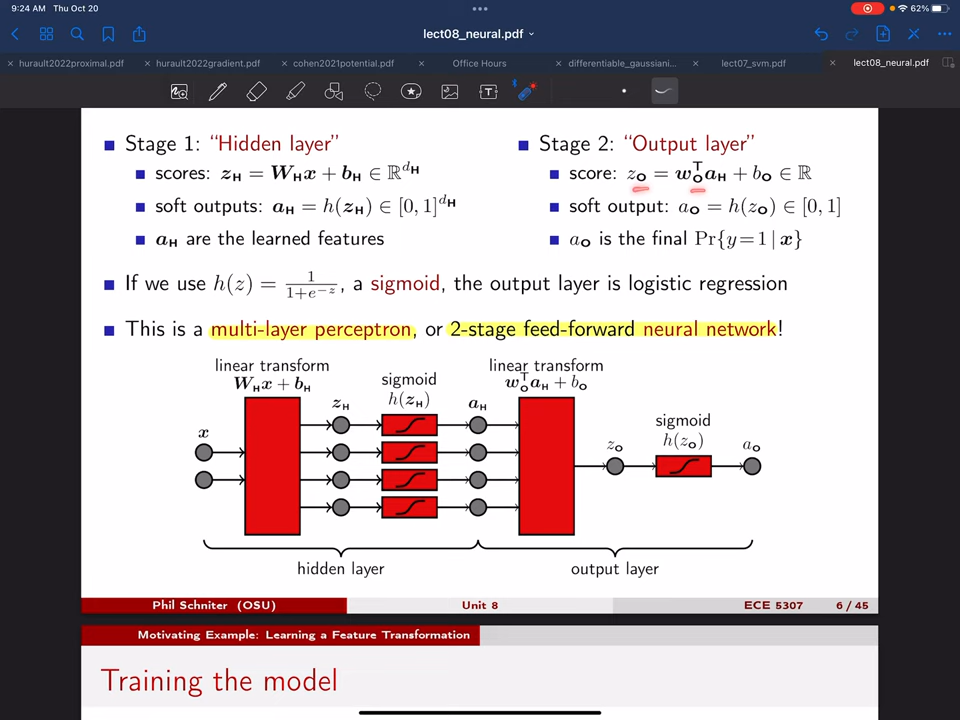 9:24 AM Thu Oct 20
62%
lect08_neural.pdf
hurault2022proximal.pdf
hurault2022gradient.pdf
cohen2021potential.pdf
Office Hours
differentiable_gaussiani...
lect07_svm.pdf
lect08_neural.pdf
Stage 1: “Hidden layer”
scores: z_H = W_H x + b_H ∈ ℝ^{d_H}
soft outputs: a_H = h(z_H) ∈ [0, 1]^{d_H}
a_H are the learned features
Stage 2: “Output layer”
score: z_O = w_O^T a_H + b_O ∈ ℝ
soft output: a_O = h(z_O) ∈ [0, 1]
a_O is the final Pr{y=1 | x}
If we use h(z) = 1/(1+e^{-z}), a sigmoid, the output layer is logistic regression
This is a multi-layer perceptron, or 2-stage feed-forward neural network!
linear transform
W_H x + b_H
sigmoid
h(z_H)
linear transform
w_O^T a_H + b_O
sigmoid
h(z_O)
x
z_H
a_H
z_O
a_O
hidden layer
output layer
Phil Schniter (OSU)
Unit 8
ECE 5307
6 / 45
Motivating Example: Learning a Feature Transformation
Training the model